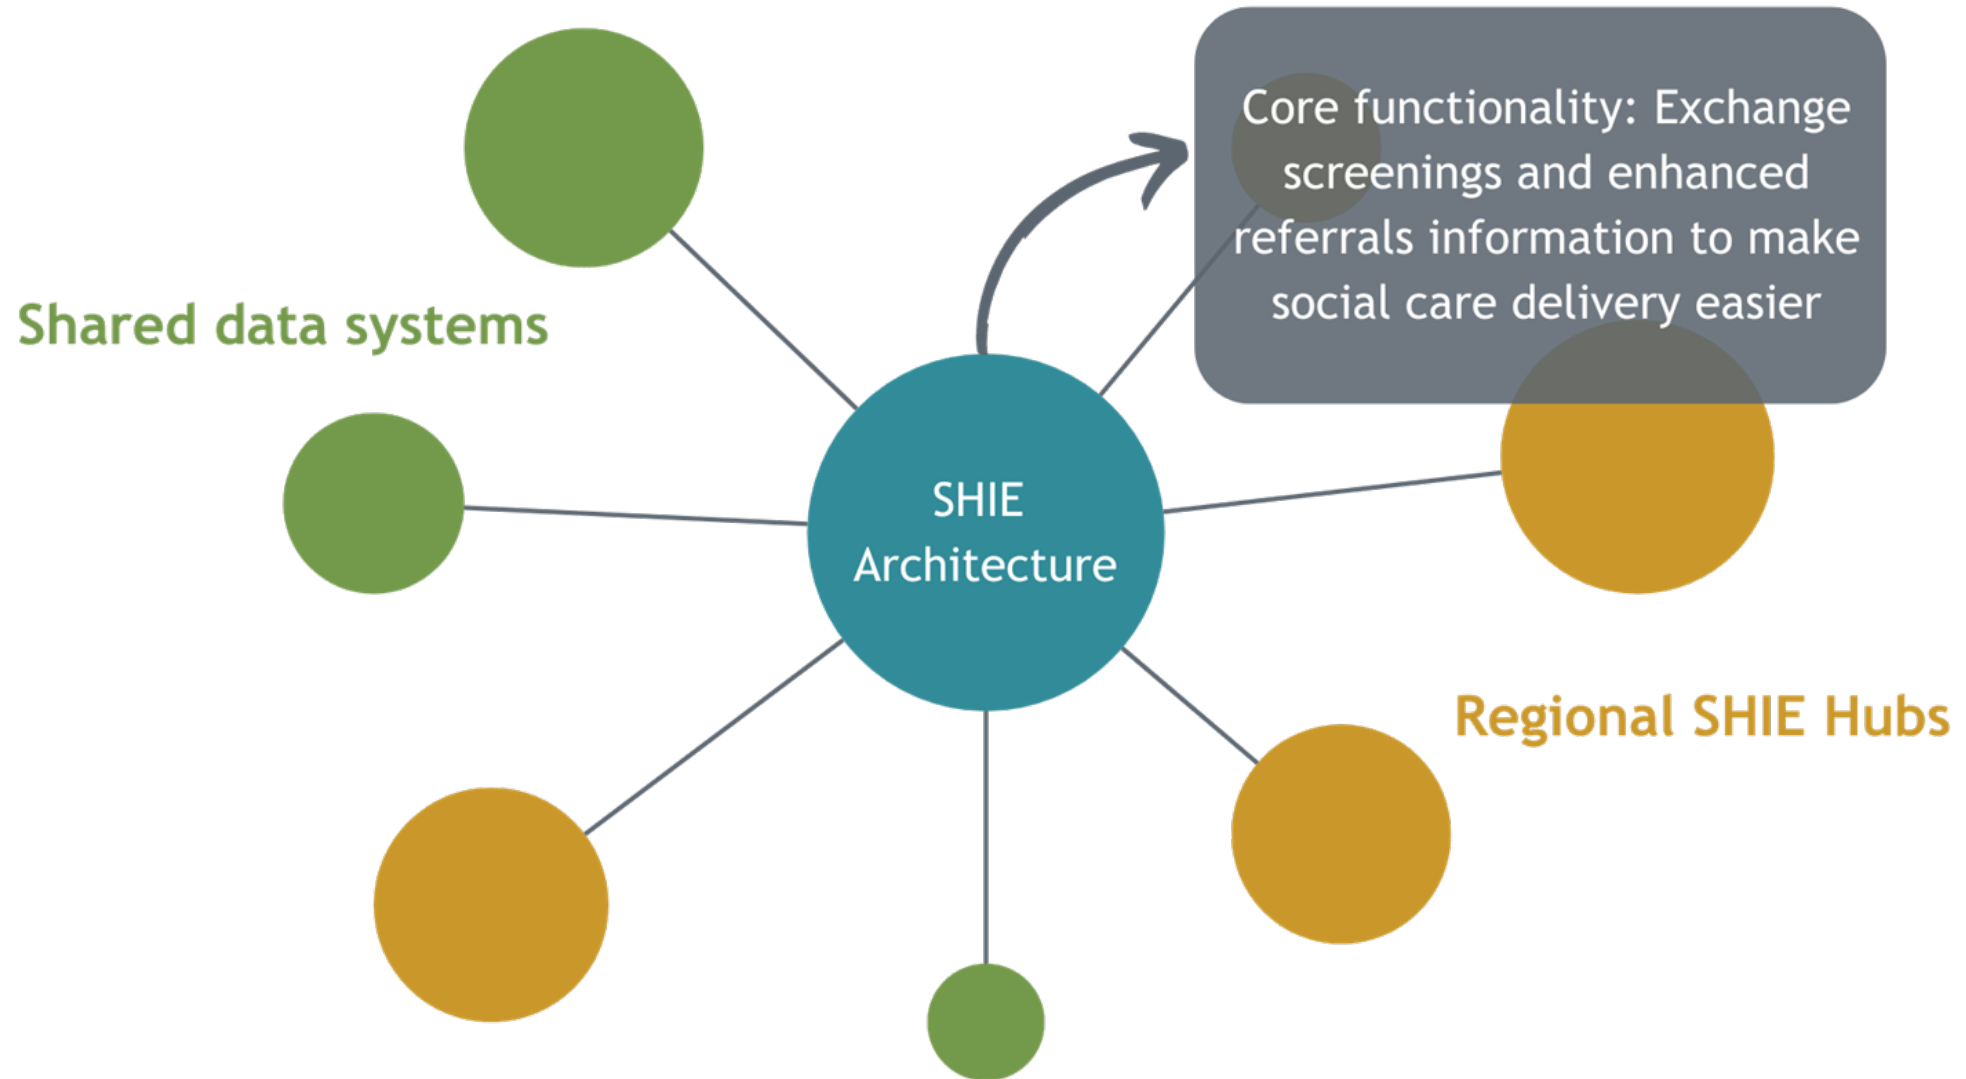 Core functionality: Exchange
screenings and enhanced
referrals information to make
social care delivery easier
Shared data systems
SHIE
Architecture
Regional SHIE Hubs